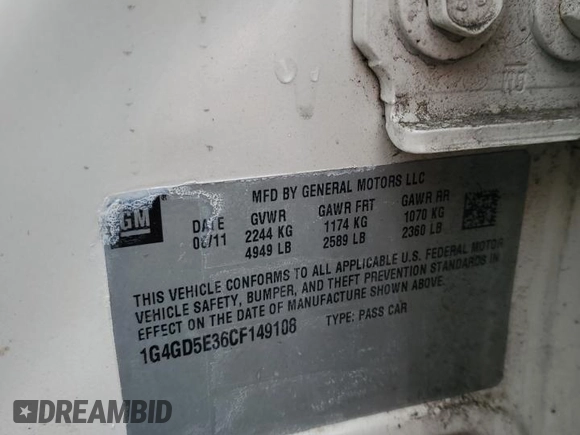 GM
MFD BY GENERAL MOTORS LLC
DATE GVWR GAWR FRT GAWR RR
/11 2244 KG 1174 KG 1070 KG
4949 LB 2589 LB 2360 LB
THIS VEHICLE CONFORMS TO ALL APPLICABLE U.S. FEDERAL MOTOR
VEHICLE SAFETY, BUMPER, AND THEFT PREVENTION STANDARDS IN
EFFECT ON THE DATE OF MANUFACTURE SHOWN ABOVE.
1G4GD5E36CF149108 TYPE: PASS CAR
DREAMBID